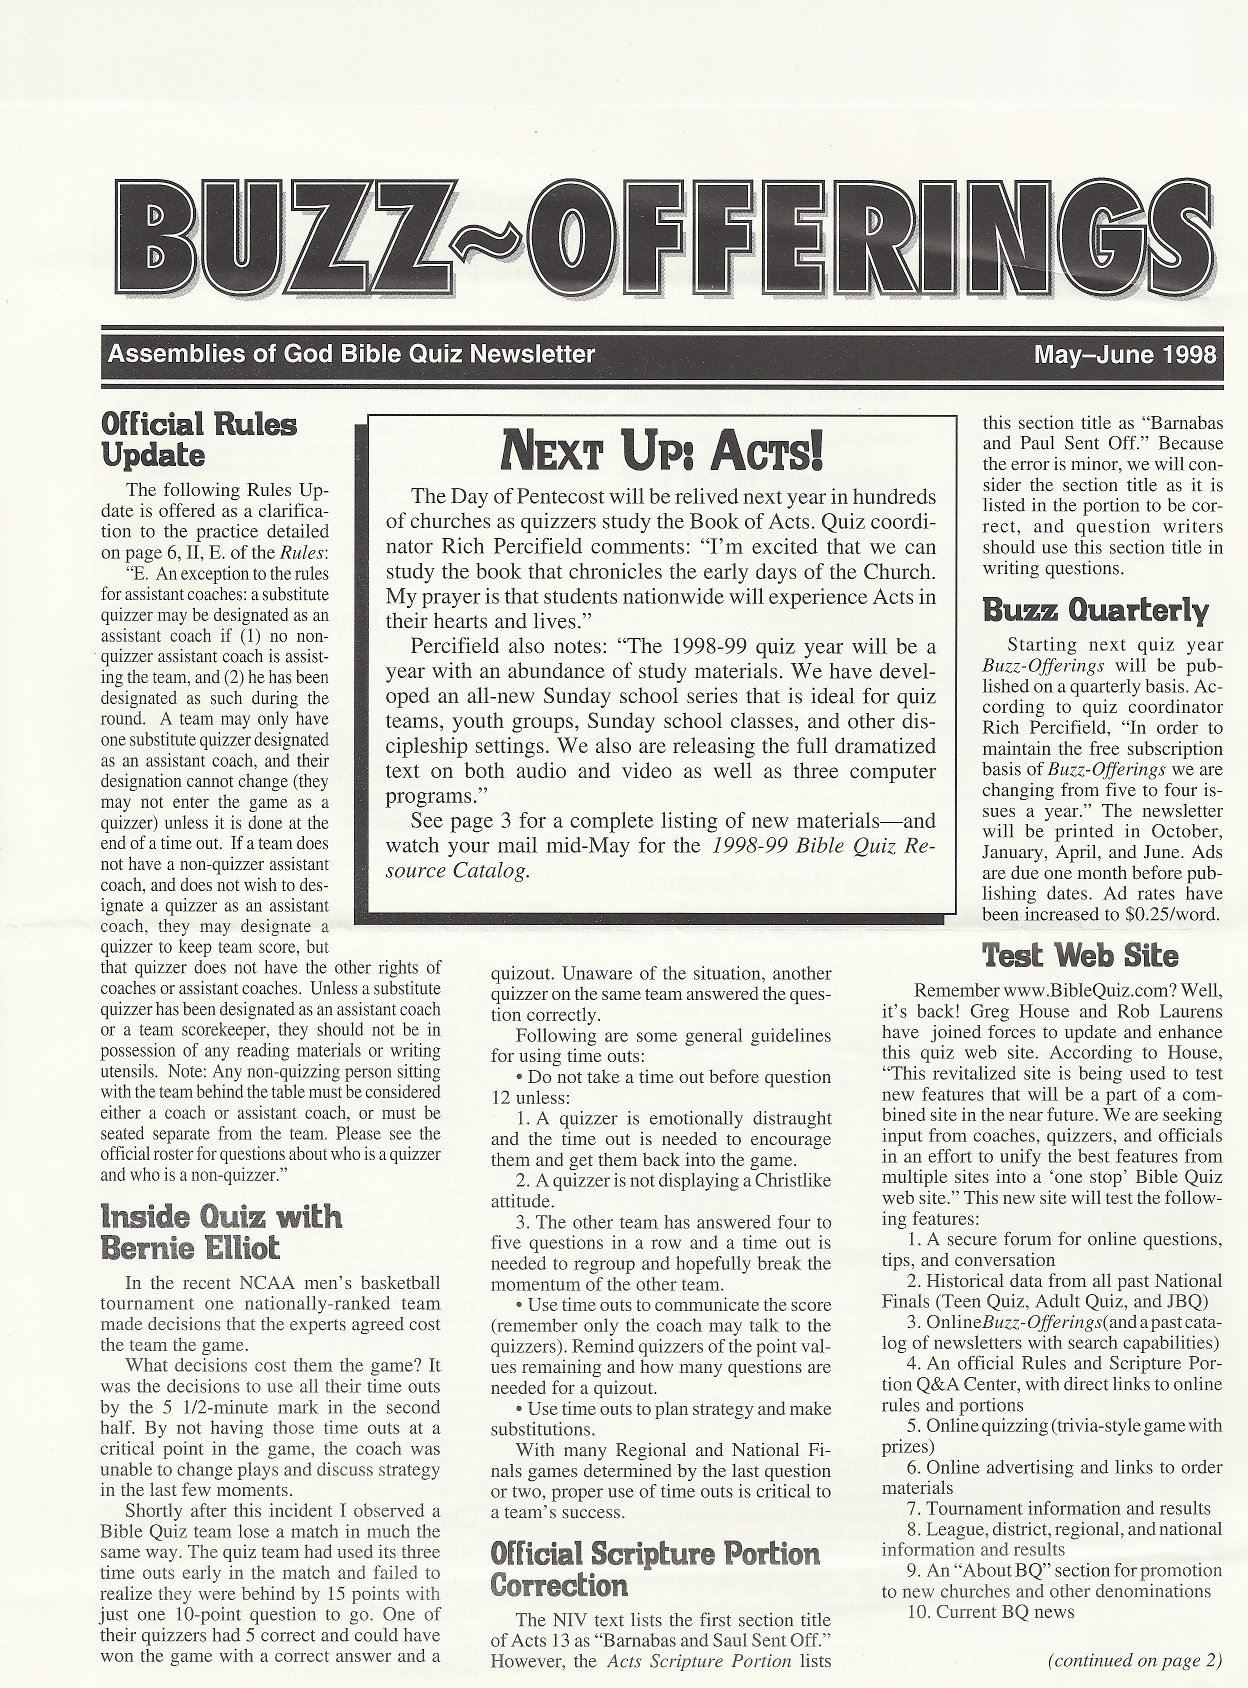 BUZZ~OFFERINGS
Assemblies of God Bible Quiz Newsletter
May–June 1998
Official Rules
Update
The following Rules Up-
date is offered as a clarifica-
tion to the practice detailed
on page 6, II, E. of the Rules:
"E. An exception to the rules
for assistant coaches: a substitute
quizzer may be designated as an
assistant coach if (1) no non-
quizzer assistant coach is assist-
ing the team, and (2) he has been
designated as such during the
round. A team may only have
one substitute quizzer designated
as an assistant coach, and their
designation cannot change (they
may not enter the game as a
quizzer) unless it is done at the
end of a time out. If a team does
not have a non-quizzer assistant
coach, and does not wish to des-
ignate a quizzer as an assistant
coach, they may designate a
quizzer to keep team score, but
that quizzer does not have the other rights of
coaches or assistant coaches. Unless a substitute
quizzer has been designated as an assistant coach
or a team scorekeeper, they should not be in
possession of any reading materials or writing
utensils. Note: Any non-quizzing person sitting
with the team behind the table must be considered
either a coach or assistant coach, or must be
seated separate from the team. Please see the
official roster for questions about who is a quizzer
and who is a non-quizzer."
Inside Quiz with
Bernie Elliot
In the recent NCAA men's basketball
tournament one nationally-ranked team
made decisions that the experts agreed cost
the team the game.
What decisions cost them the game? It
was the decisions to use all their time outs
by the 5 1/2-minute mark in the second
half. By not having those time outs at a
critical point in the game, the coach was
unable to change plays and discuss strategy
in the last few moments.
Shortly after this incident I observed a
Bible Quiz team lose a match in much the
same way. The quiz team had used its three
time outs early in the match and failed to
realize they were behind by 15 points with
just one 10-point question to go. One of
their quizzers had 5 correct and could have
won the game with a correct answer and a
NEXT UP: ACTS!
The Day of Pentecost will be relived next year in hundreds
of churches as quizzers study the Book of Acts. Quiz coordi-
nator Rich Percifield comments: "I'm excited that we can
study the book that chronicles the early days of the Church.
My prayer is that students nationwide will experience Acts in
their hearts and lives."
Percifield also notes: "The 1998-99 quiz year will be a
year with an abundance of study materials. We have devel-
oped an all-new Sunday school series that is ideal for quiz
teams, youth groups, Sunday school classes, and other dis-
cipleship settings. We also are releasing the full dramatized
text on both audio and video as well as three computer
programs."
See page 3 for a complete listing of new materials—and
watch your mail mid-May for the 1998-99 Bible Quiz Re-
source Catalog.
quizout. Unaware of the situation, another
quizzer on the same team answered the ques-
tion correctly.
Following are some general guidelines
for using time outs:
• Do not take a time out before question
12 unless:
1. A quizzer is emotionally distraught
and the time out is needed to encourage
them and get them back into the game.
2. A quizzer is not displaying a Christlike
attitude.
3. The other team has answered four to
five questions in a row and a time out is
needed to regroup and hopefully break the
momentum of the other team.
• Use time outs to communicate the score
(remember only the coach may talk to the
quizzers). Remind quizzers of the point val-
ues remaining and how many questions are
needed for a quizout.
• Use time outs to plan strategy and make
substitutions.
With many Regional and National Fi-
nals games determined by the last question
or two, proper use of time outs is critical to
a team's success.
Official Scripture Portion
Correction
The NIV text lists the first section title
of Acts 13 as "Barnabas and Saul Sent Off."
However, the Acts Scripture Portion lists
this section title as "Barnabas
and Paul Sent Off." Because
the error is minor, we will con-
sider the section title as it is
listed in the portion to be cor-
rect, and question writers
should use this section title in
writing questions.
Buzz Quarterly
Starting next quiz year
Buzz-Offerings will be pub-
lished on a quarterly basis. Ac-
cording to quiz coordinator
Rich Percifield, "In order to
maintain the free subscription
basis of Buzz-Offerings we are
changing from five to four is-
sues a year." The newsletter
will be printed in October,
January, April, and June. Ads
are due one month before pub-
lishing dates. Ad rates have
been increased to $0.25/word.
Test Web Site
Remember www.BibleQuiz.com? Well,
it's back! Greg House and Rob Laurens
have joined forces to update and enhance
this quiz web site. According to House,
"This revitalized site is being used to test
new features that will be a part of a com-
bined site in the near future. We are seeking
input from coaches, quizzers, and officials
in an effort to unify the best features from
multiple sites into a 'one stop' Bible Quiz
web site." This new site will test the follow-
ing features:
1. A secure forum for online questions,
tips, and conversation
2. Historical data from all past National
Finals (Teen Quiz, Adult Quiz, and JBQ)
3. Online Buzz-Offerings (and a past cata-
log of newsletters with search capabilities)
4. An official Rules and Scripture Por-
tion Q&A Center, with direct links to online
rules and portions
5. Online quizzing (trivia-style game with
prizes)
6. Online advertising and links to order
materials
7. Tournament information and results
8. League, district, regional, and national
information and results
9. An "About BQ" section for promotion
to new churches and other denominations
10. Current BQ news
(continued on page 2)